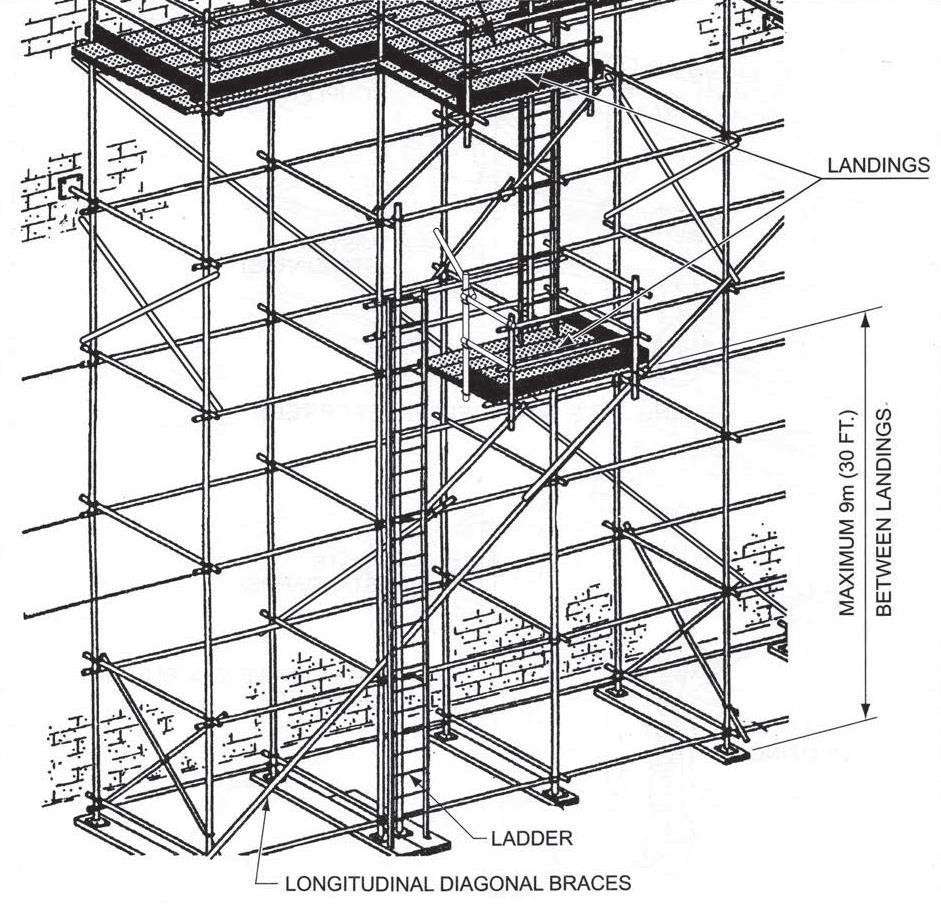 LANDINGS
MAXIMUM 9m (30 FT.)
BETWEEN LANDINGS
LADDER
LONGITUDINAL DIAGONAL BRACES